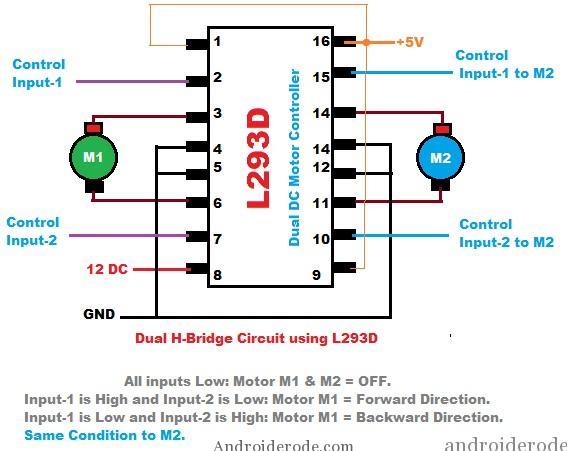 1
16
+5V
Control
Input-1
2
15
Control
Input-1 to M2
3
14
M1
L293D
Dual DC Motor Controller
M2
4
14
5
12
6
11
Control
Input-2
7
10
Control
Input-2 to M2
12 DC
8
9
GND
Dual H-Bridge Circuit using L293D
All inputs Low: Motor M1 & M2 = OFF.
Input-1 is High and Input-2 is Low: Motor M1 = Forward Direction.
Input-1 is Low and Input-2 is High: Motor M1 = Backward Direction.
Same Condition to M2.
Androiderode.com
androiderode.com